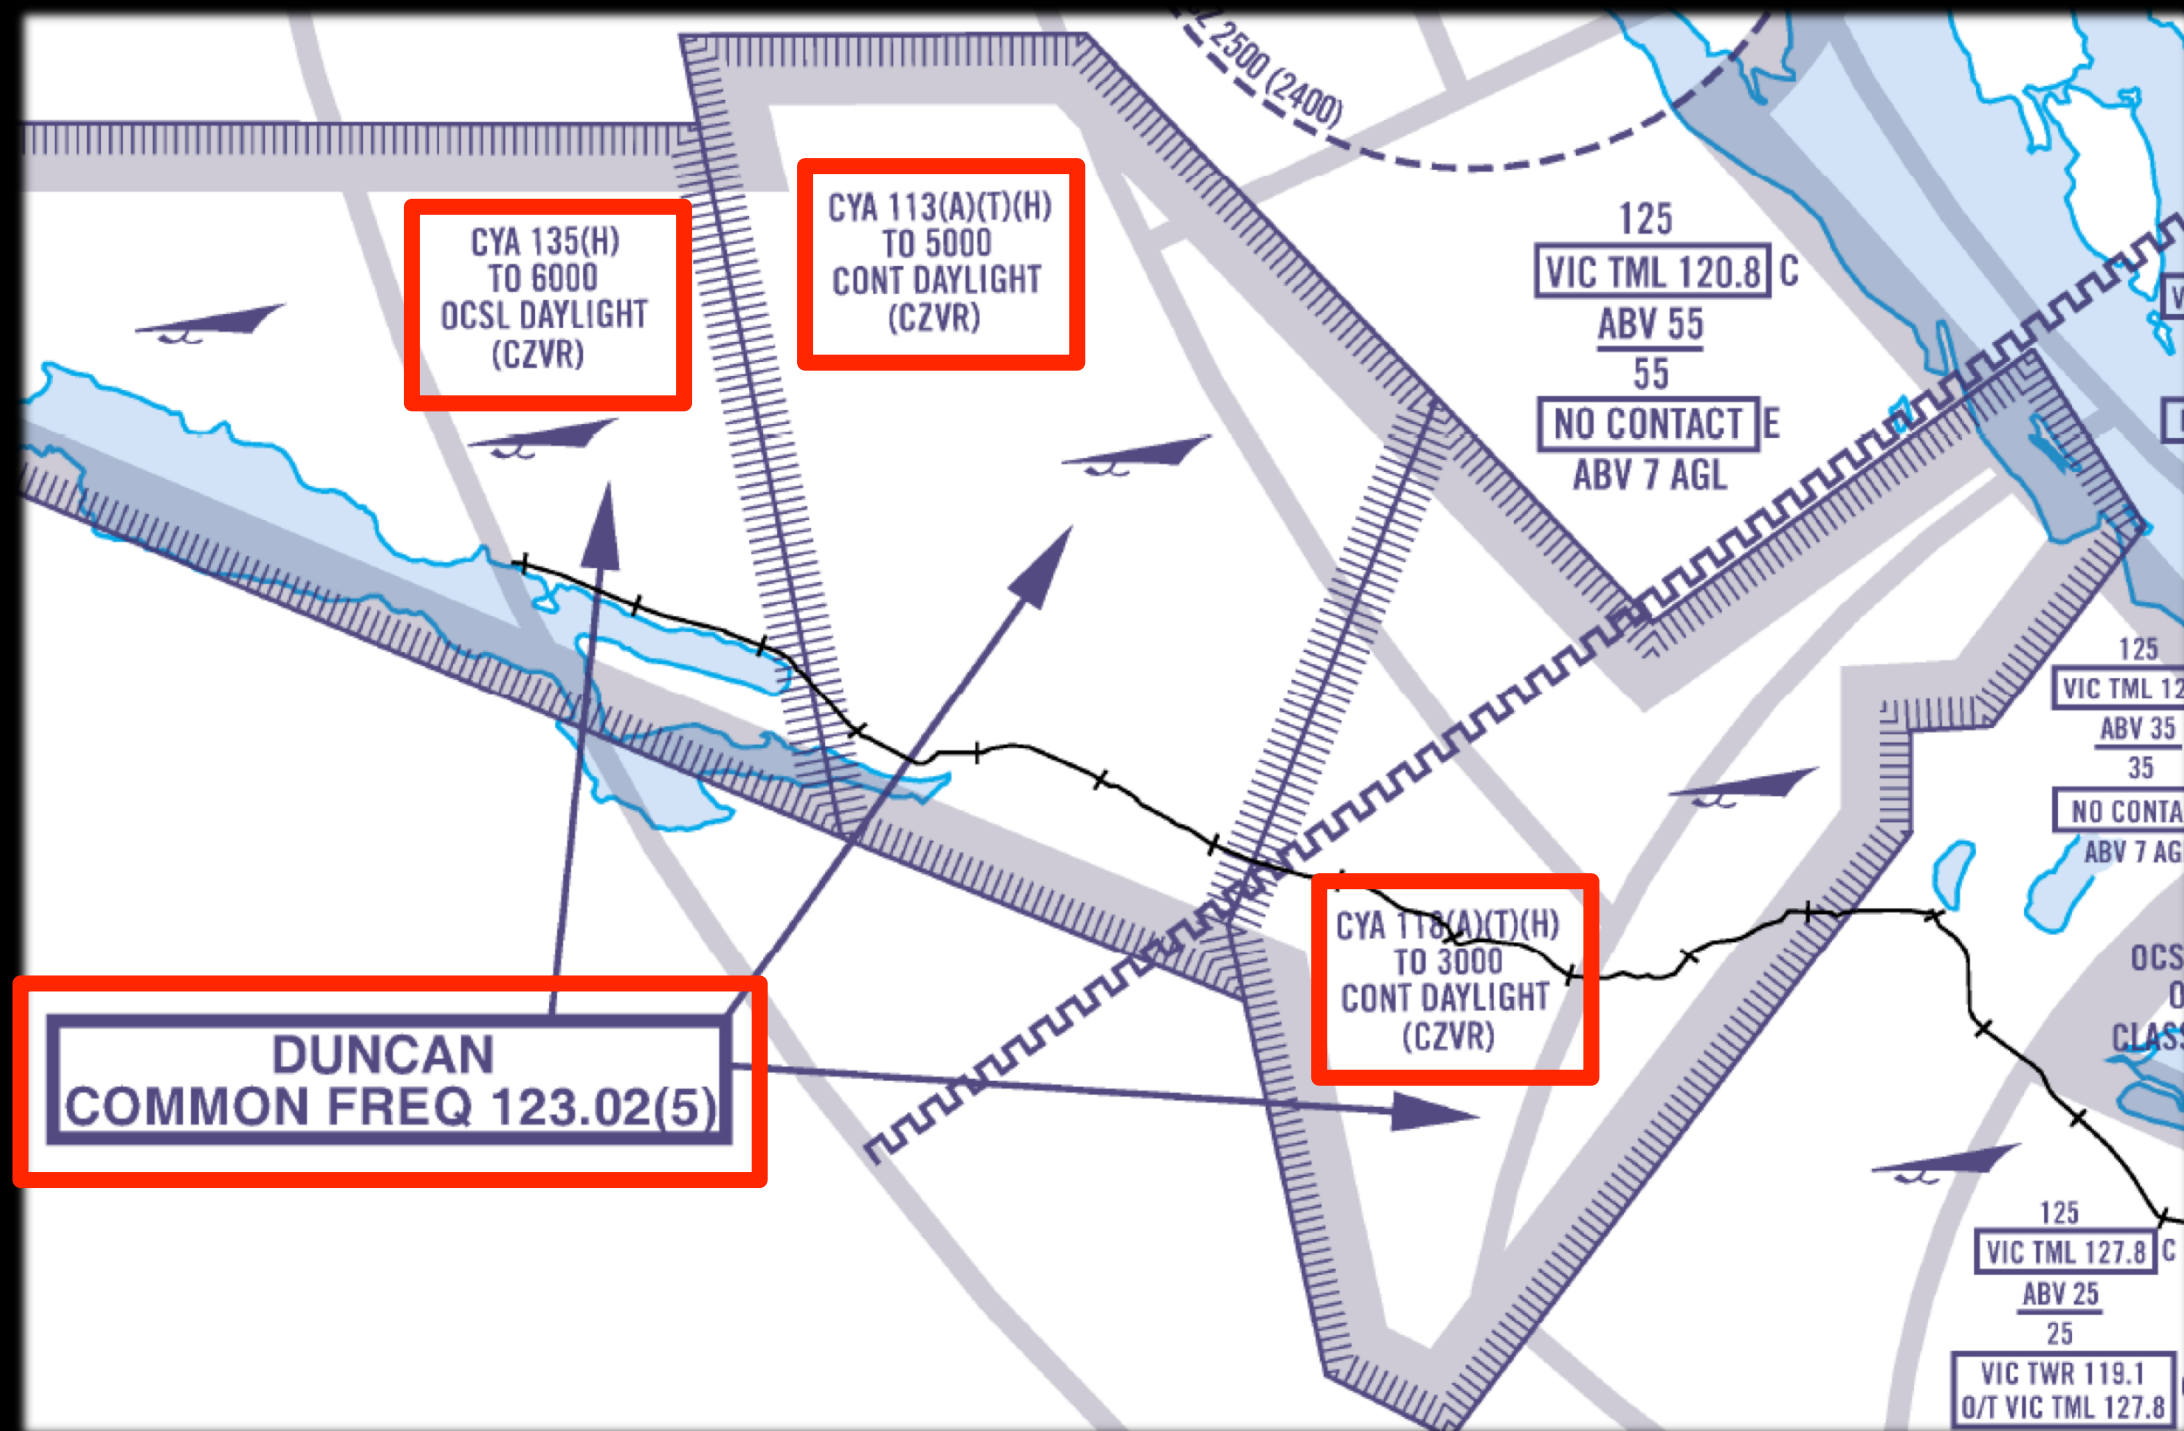 CZ 2500 (2400)
CYA 135(H)
TO 6000
OCSL DAYLIGHT
(CZVR)
CYA 113(A)(T)(H)
TO 5000
CONT DAYLIGHT
(CZVR)
125
VIC TML 120.8 C
ABV 55
55
NO CONTACT E
ABV 7 AGL
125
VIC TML 12
ABV 35
35
NO CONTA
ABV 7 AG
CYA 118(A)(T)(H)
TO 3000
CONT DAYLIGHT
(CZVR)
OCS
O
CLASS
DUNCAN
COMMON FREQ 123.02(5)
125
VIC TML 127.8 C
ABV 25
25
VIC TWR 119.1
O/T VIC TML 127.8